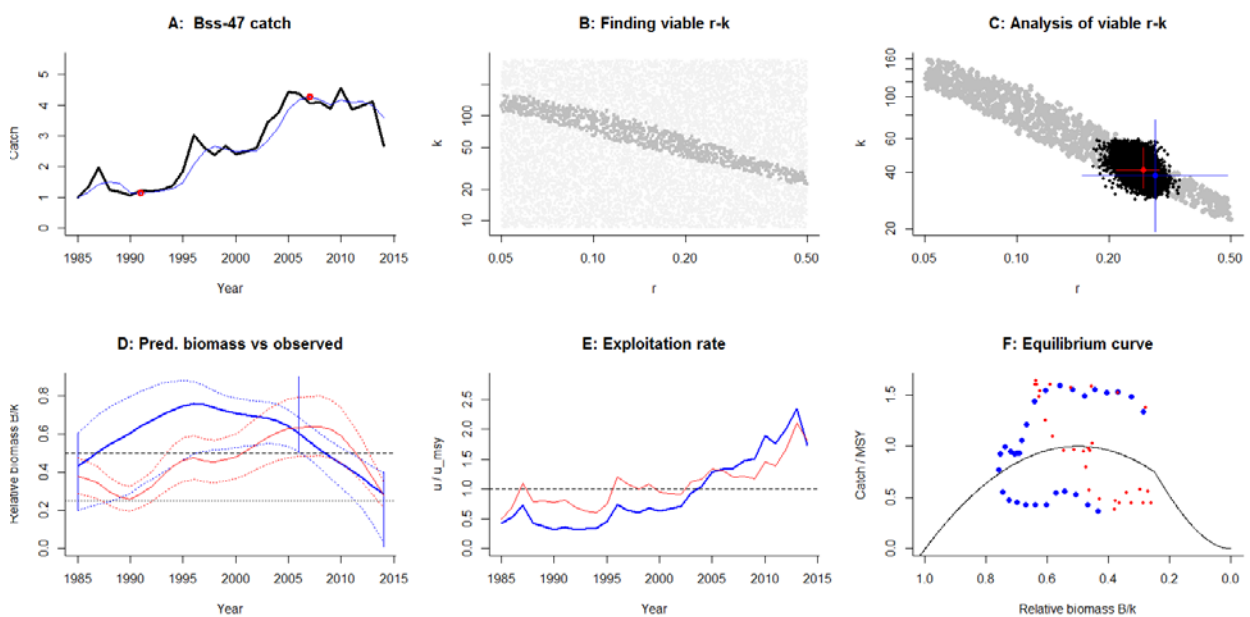 A: Bss-47 catch
Catch
5
4
3
2
1
0
1985 1990 1995 2000 2005 2010 2015
Year
B: Finding viable r-k
k
100
50
20
10
0.05 0.10 0.20 0.50
r
C: Analysis of viable r-k
k
160
100
60
40
20
0.05 0.10 0.20 0.50
r
D: Pred. biomass vs observed
Relative biomass B/k
0.8
0.6
0.4
0.2
0.0
1985 1990 1995 2000 2005 2010 2015
Year
E: Exploitation rate
u / u_msy
2.5
2.0
1.5
1.0
0.5
0.0
1985 1990 1995 2000 2005 2010 2015
Year
F: Equilibrium curve
Catch / MSY
1.5
1.0
0.5
0.0
1.0 0.8 0.6 0.4 0.2 0.0
Relative biomass B/k